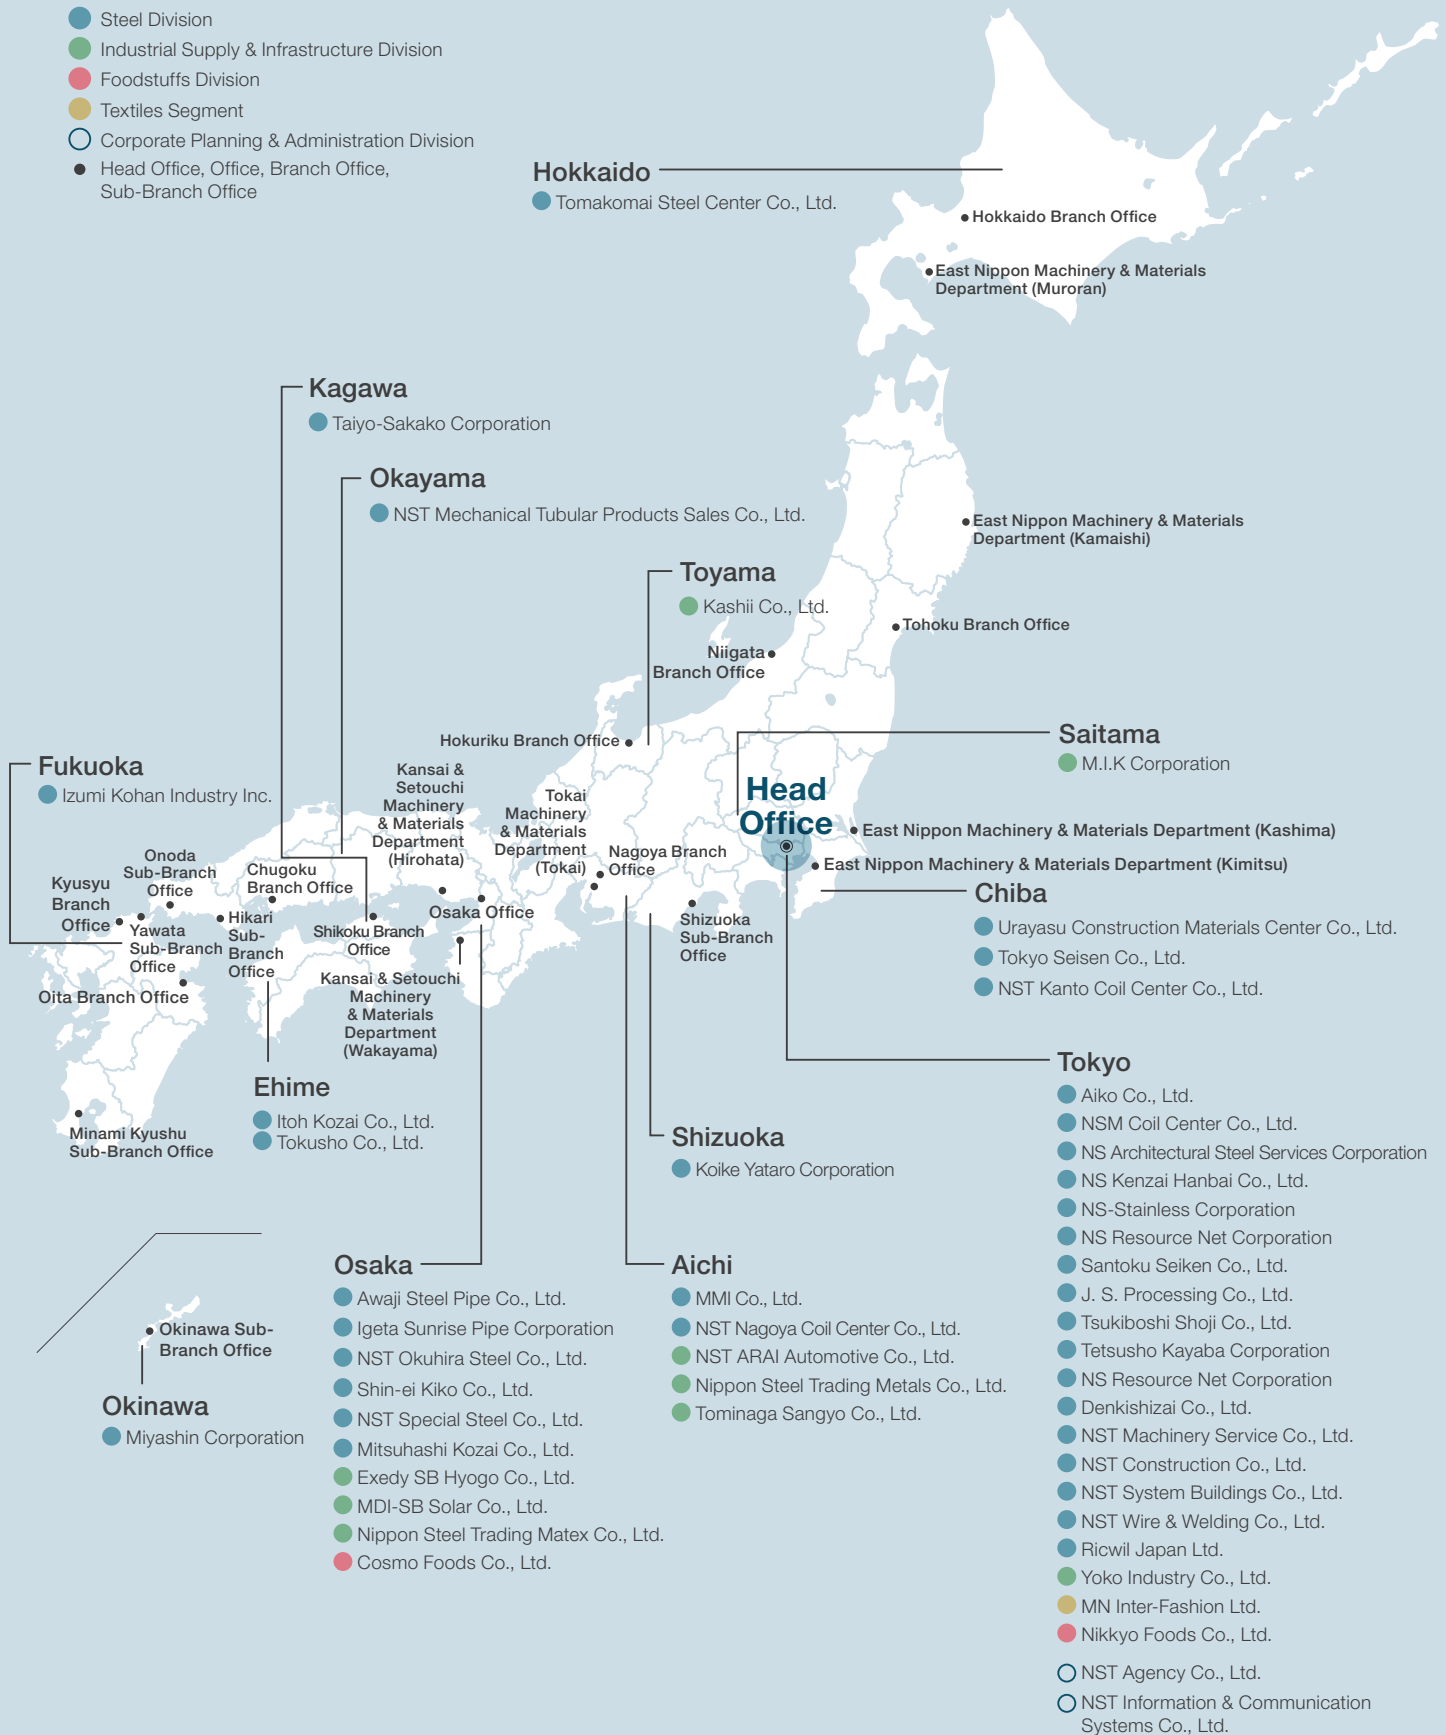 Steel Division
Industrial Supply & Infrastructure Division
Foodstuffs Division
Textiles Segment
Corporate Planning & Administration Division
Head Office, Office, Branch Office,
Sub-Branch Office
Hokkaido
Tomakomai Steel Center Co., Ltd.
Hokkaido Branch Office
East Nippon Machinery & Materials
Department (Muroran)
Kagawa
Taiyo-Sakako Corporation
Okayama
NST Mechanical Tubular Products Sales Co., Ltd.
East Nippon Machinery & Materials
Department (Kamaishi)
Toyama
Kashii Co., Ltd.
Tohoku Branch Office
Niigata
Branch Office
Saitama
M.I.K Corporation
Hokuriku Branch Office
Fukuoka
Izumi Kohan Industry Inc.
Kansai &
Setouchi
Machinery
& Materials
Department
(Hirohata)
Tokai
Machinery
& Materials
Department
(Tokai)
Head
Office
East Nippon Machinery & Materials Department (Kashima)
East Nippon Machinery & Materials Department (Kimitsu)
Nagoya Branch
Office
Onoda
Sub-Branch
Office
Chugoku
Branch Office
Kyusyu
Branch
Office
Yawata
Sub-Branch
Office
Hikari
Sub-
Branch
Office
Shikoku Branch
Office
Osaka Office
Shizuoka
Sub-Branch
Office
Chiba
Urayasu Construction Materials Center Co., Ltd.
Tokyo Seisen Co., Ltd.
NST Kanto Coil Center Co., Ltd.
Oita Branch Office
Kansai & Setouchi
Machinery
& Materials
Department
(Wakayama)
Ehime
Itoh Kozai Co., Ltd.
Tokusho Co., Ltd.
Minami Kyushu
Sub-Branch Office
Shizuoka
Koike Yataro Corporation
Tokyo
Aiko Co., Ltd.
NSM Coil Center Co., Ltd.
NS Architectural Steel Services Corporation
NS Kenzai Hanbai Co., Ltd.
NS-Stainless Corporation
NS Resource Net Corporation
Santoku Seiken Co., Ltd.
J. S. Processing Co., Ltd.
Tsukiboshi Shoji Co., Ltd.
Tetsusho Kayaba Corporation
NS Resource Net Corporation
Denkishizai Co., Ltd.
NST Machinery Service Co., Ltd.
NST Construction Co., Ltd.
NST System Buildings Co., Ltd.
NST Wire & Welding Co., Ltd.
Ricwil Japan Ltd.
Yoko Industry Co., Ltd.
MN Inter-Fashion Ltd.
Nikkyo Foods Co., Ltd.
NST Agency Co., Ltd.
NST Information & Communication
Systems Co., Ltd.
Osaka
Awaji Steel Pipe Co., Ltd.
Igeta Sunrise Pipe Corporation
NST Okuhira Steel Co., Ltd.
Shin-ei Kiko Co., Ltd.
NST Special Steel Co., Ltd.
Mitsuhashi Kozai Co., Ltd.
Exedy SB Hyogo Co., Ltd.
MDI-SB Solar Co., Ltd.
Nippon Steel Trading Matex Co., Ltd.
Cosmo Foods Co., Ltd.
Aichi
MMI Co., Ltd.
NST Nagoya Coil Center Co., Ltd.
NST ARAI Automotive Co., Ltd.
Nippon Steel Trading Metals Co., Ltd.
Tominaga Sangyo Co., Ltd.
Okinawa Sub-
Branch Office
Okinawa
Miyashin Corporation